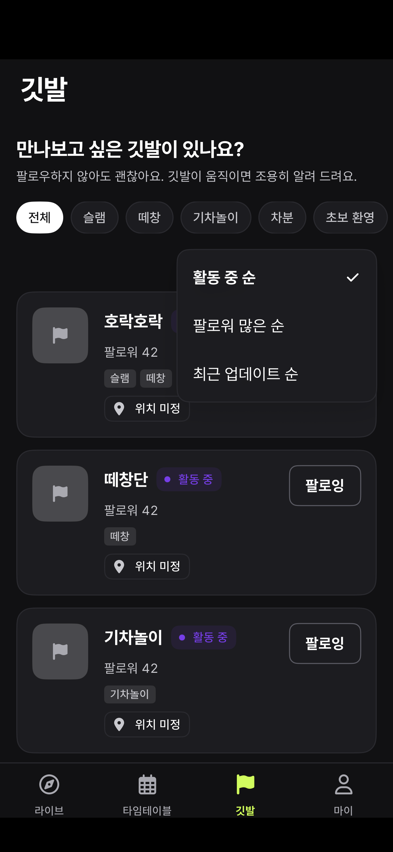 깃발
만나보고 싶은 깃발이 있나요?
팔로우하지 않아도 괜찮아요. 깃발이 움직이면 조용히 알려 드려요.
전체 슬램 떼창 기차놀이 차분 초보 환영
활동 중 순
팔로워 많은 순
최근 업데이트 순
호락호락
팔로워 42
슬램 떼창
위치 미정
떼창단 활동 중 팔로잉
팔로워 42
떼창
위치 미정
기차놀이 활동 중 팔로잉
팔로워 42
기차놀이
위치 미정
라이브 타임테이블 깃발 마이